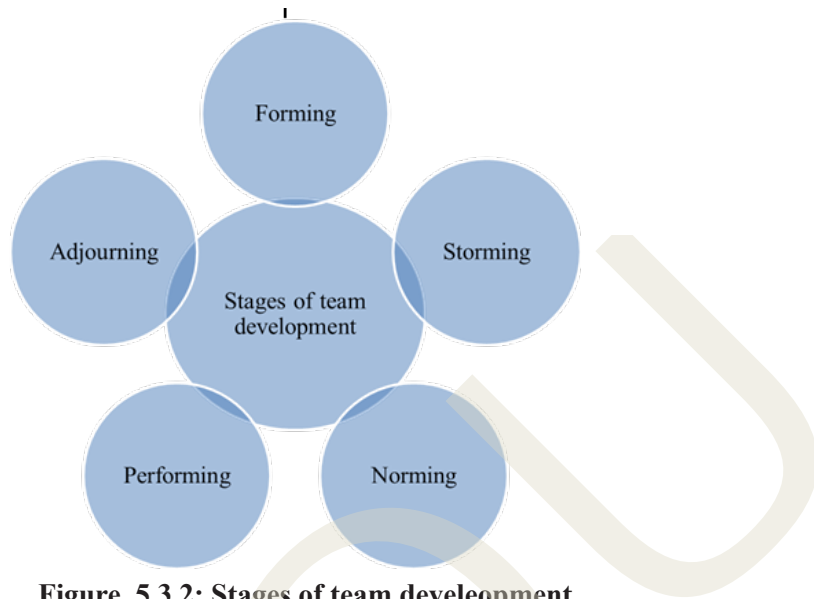 Forming
Adjourning
Storming
Stages of team
development
Performing
Norming
Figure 5.3.2: Stages of team develeopment